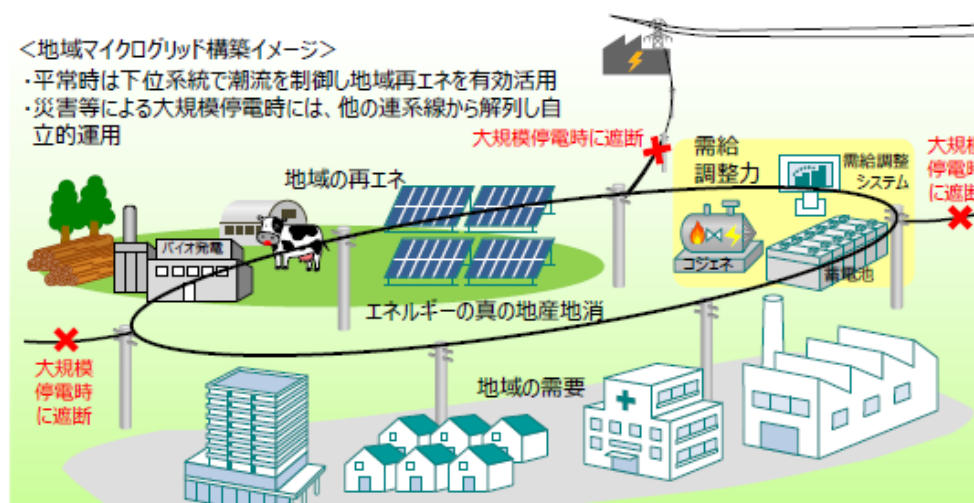 <地域マイクログリッド構築イメージ>
・平常時は下位系統で潮流を制御し地域再エネを有効活用
・災害等による大規模停電時には、他の連系線から解列し自
立的運用
大規模停電時に遮断
需給
調整力
需給調整
システム
大規模
停電時
に遮断
地域の再エネ
バイオ発電
コジェネ
蓄電池
エネルギーの真の地産地消
大規模
停電時
に遮断
地域の需要